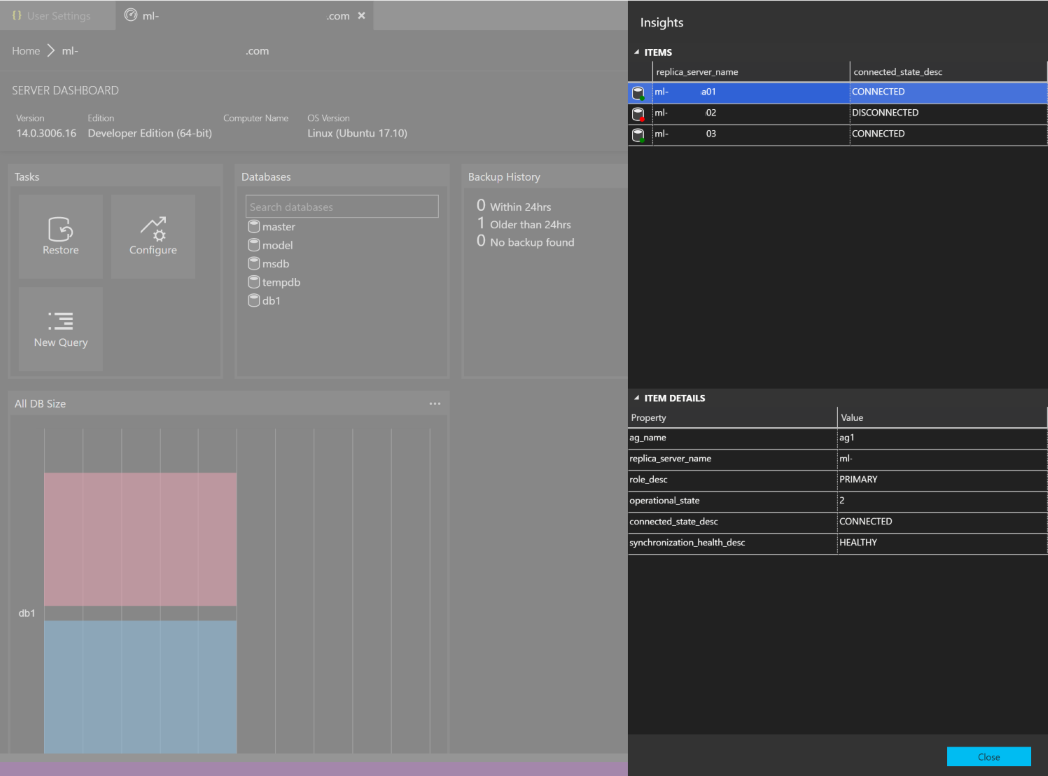 User Settings
ml- .com
Home ml- .com
SERVER DASHBOARD
Version Edition Computer Name OS Version
14.0.3006.16 Developer Edition (64-bit) Linux (Ubuntu 17.10)
Tasks
Restore
Configure
New Query
Databases
Search databases
master
model
msdb
tempdb
db1
Backup History
0 Within 24hrs
1 Older than 24hrs
0 No backup found
All DB Size
db1
Insights
ITEMS
replica_server_name connected_state_desc
ml- a01 CONNECTED
ml- 02 DISCONNECTED
ml- 03 CONNECTED
ITEM DETAILS
Property Value
ag_name ag1
replica_server_name ml-
role_desc PRIMARY
operational_state 2
connected_state_desc CONNECTED
synchronization_health_desc HEALTHY
Close